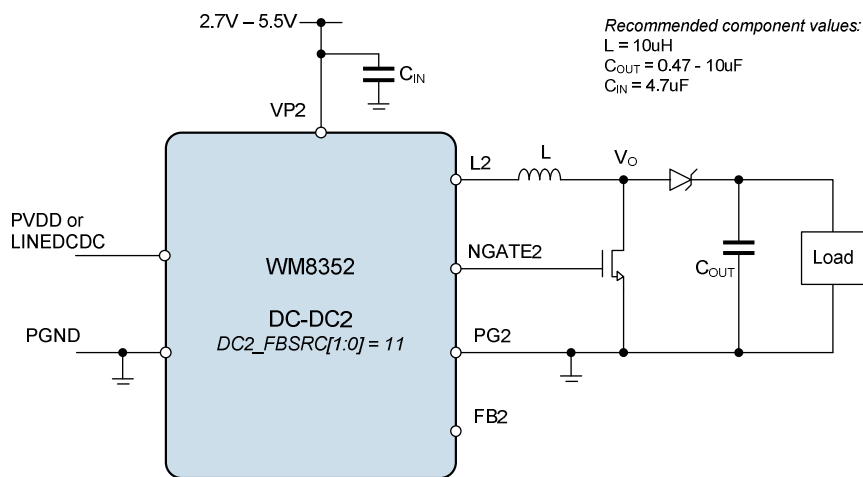 2.7V – 5.5V
Recommended component values:
L = 10uH
COUT = 0.47 - 10uF
CIN = 4.7uF
CIN
VP2
L2
L
VO
PVDD or
LINEDCDC
NGATE2
WM8352
COUT
Load
DC-DC2
DC2_FBSRC[1:0] = 11
PGND
PG2
FB2